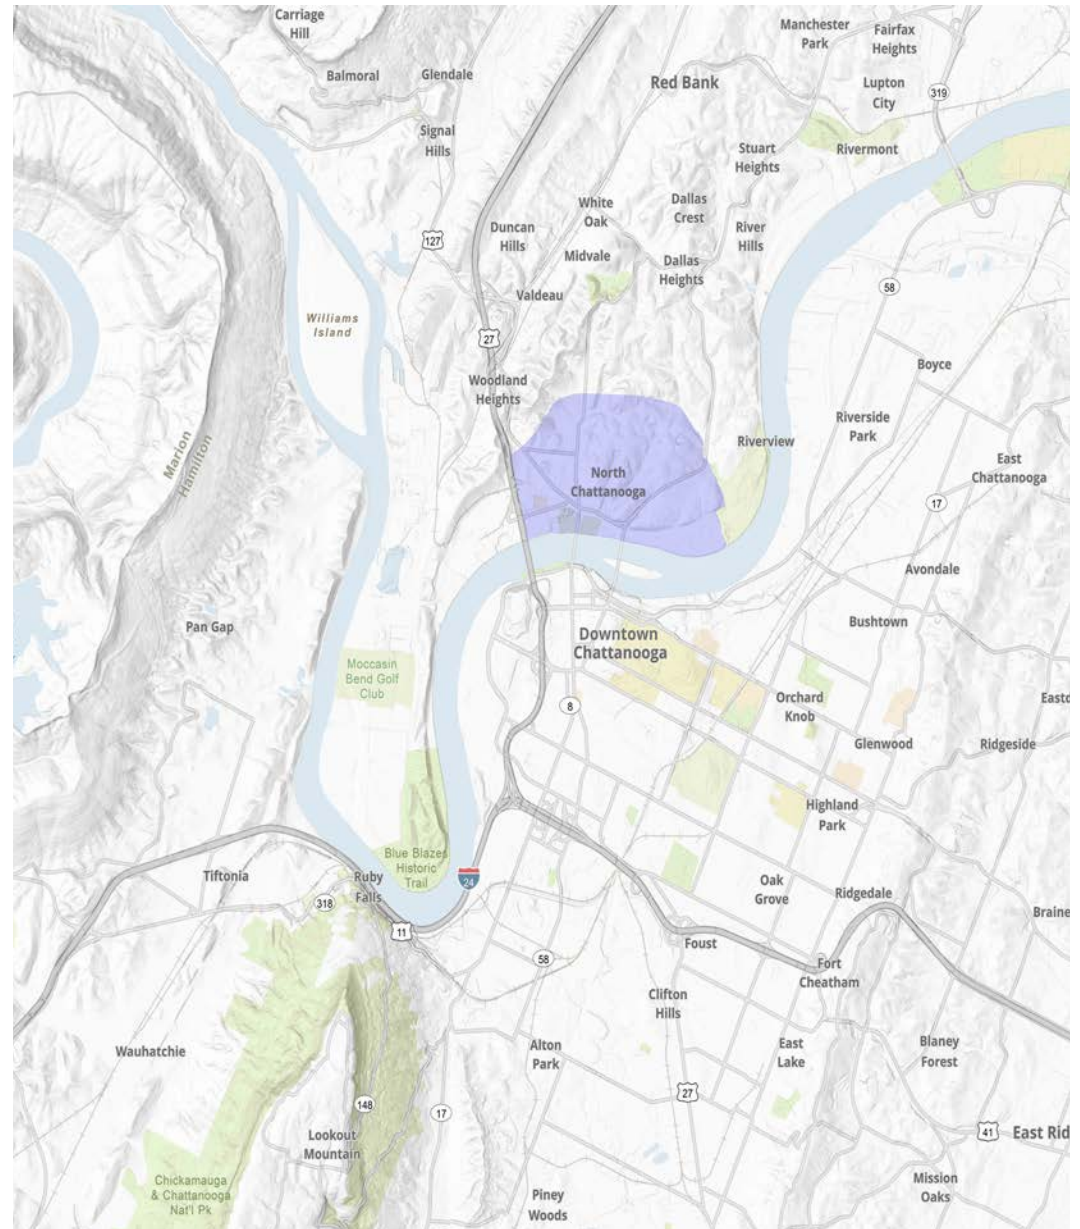 Carriage
Hill
Manchester
Park
Fairfax
Heights
Balmoral
Glendale
Red Bank
Lupton
City
319
Signal
Hills
Stuart
Heights
Rivermont
White
Oak
Dallas
Crest
127
Duncan
Hills
River
Hills
Midvale
Dallas
Heights
Valdeau
58
Williams
Island
27
Boyce
Woodland
Heights
Riverside
Park
Marion
Hamilton
Riverview
North
Chattanooga
East
Chattanooga
17
Avondale
Pan Gap
Bushtown
Downtown
Chattanooga
Moccasin
Bend Golf
Club
8
Orchard
Knob
Eastd
Glenwood
Ridgeside
Highland
Park
Blue Blazes
Historic
Trail
Tiftonia
Ruby
Falls
24
Oak
Grove
Ridgedale
318
11
Braine
Foust
58
Fort
Cheatham
Clifton
Hills
Wauhatchie
Alton
Park
East
Lake
Blaney
Forest
27
148
17
Lookout
Mountain
41
East Rid
Chickamauga
& Chattanooga
Nat'l Pk
Mission
Oaks
Piney
Woods